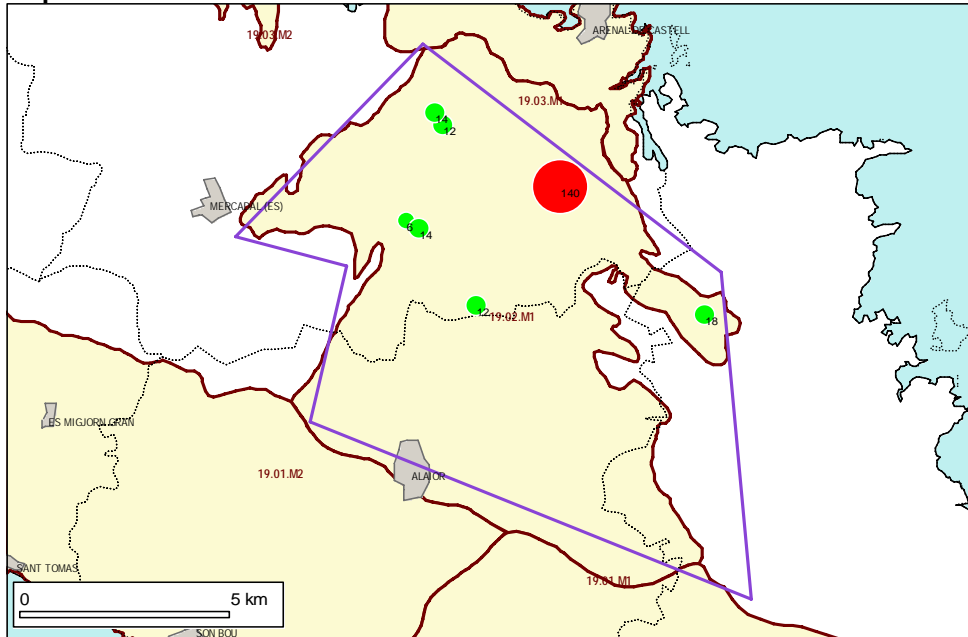 19.03.M2
ARENAL DE CASTELL
19.03.M1
14
12
140
MERCADAL (ES)
6
14
12
19.02.M1
18
ES MIGJORN GRAN
19.01.M2
ALAIOR
SANT TOMAS
19.01.M1
0 5 km
SON BOU